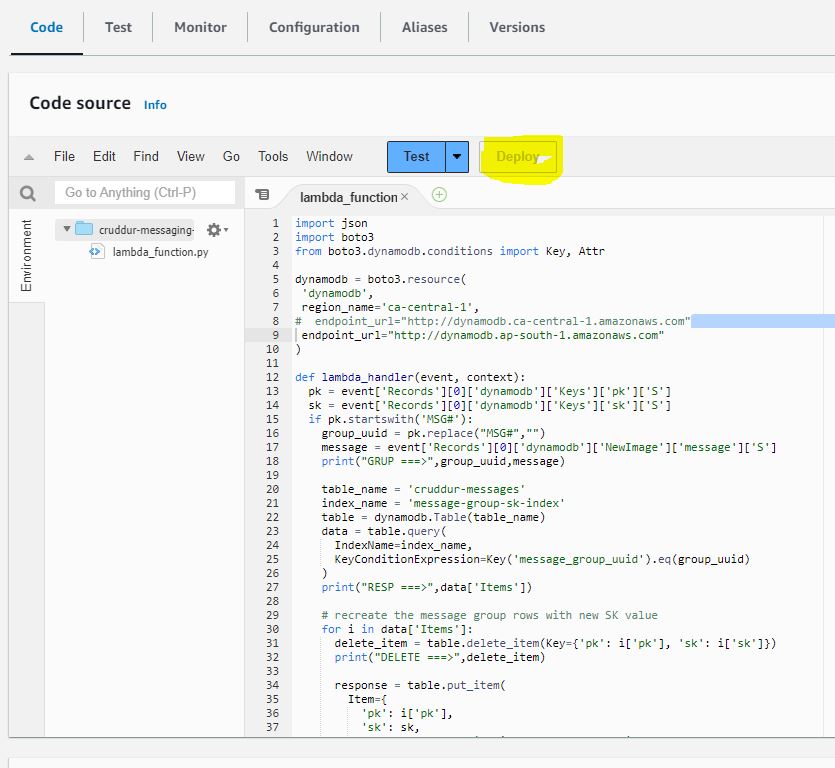 Code Test Monitor Configuration Aliases Versions
Code source Info
File Edit Find View Go Tools Window Test Deploy
Go to Anything (Ctrl-P)
lambda_function ×
Environment
cruddur-messaging-
lambda_function.py
1 import json
2 import boto3
3 from boto3.dynamodb.conditions import Key, Attr
4
5 dynamodb = boto3.resource(
6 'dynamodb',
7 region_name='ca-central-1',
8 # endpoint_url="http://dynamodb.ca-central-1.amazonaws.com"
9 endpoint_url="http://dynamodb.ap-south-1.amazonaws.com"
10 )
11
12 def lambda_handler(event, context):
13 pk = event['Records'][0]['dynamodb']['Keys']['pk']['S']
14 sk = event['Records'][0]['dynamodb']['Keys']['sk']['S']
15 if pk.startswith('MSG#'):
16 group_uuid = pk.replace("MSG#","")
17 message = event['Records'][0]['dynamodb']['NewImage']['message']['S']
18 print("GRUP ===>",group_uuid,message)
19
20 table_name = 'cruddur-messages'
21 index_name = 'message-group-sk-index'
22 table = dynamodb.Table(table_name)
23 data = table.query(
24 IndexName=index_name,
25 KeyConditionExpression=Key('message_group_uuid').eq(group_uuid)
26 )
27 print("RESP ===>",data['Items'])
28
29 # recreate the message group rows with new SK value
30 for i in data['Items']:
31 delete_item = table.delete_item(Key={'pk': i['pk'], 'sk': i['sk']})
32 print("DELETE ===>",delete_item)
33
34 response = table.put_item(
35 Item={
36 'pk': i['pk'],
37 'sk': sk,